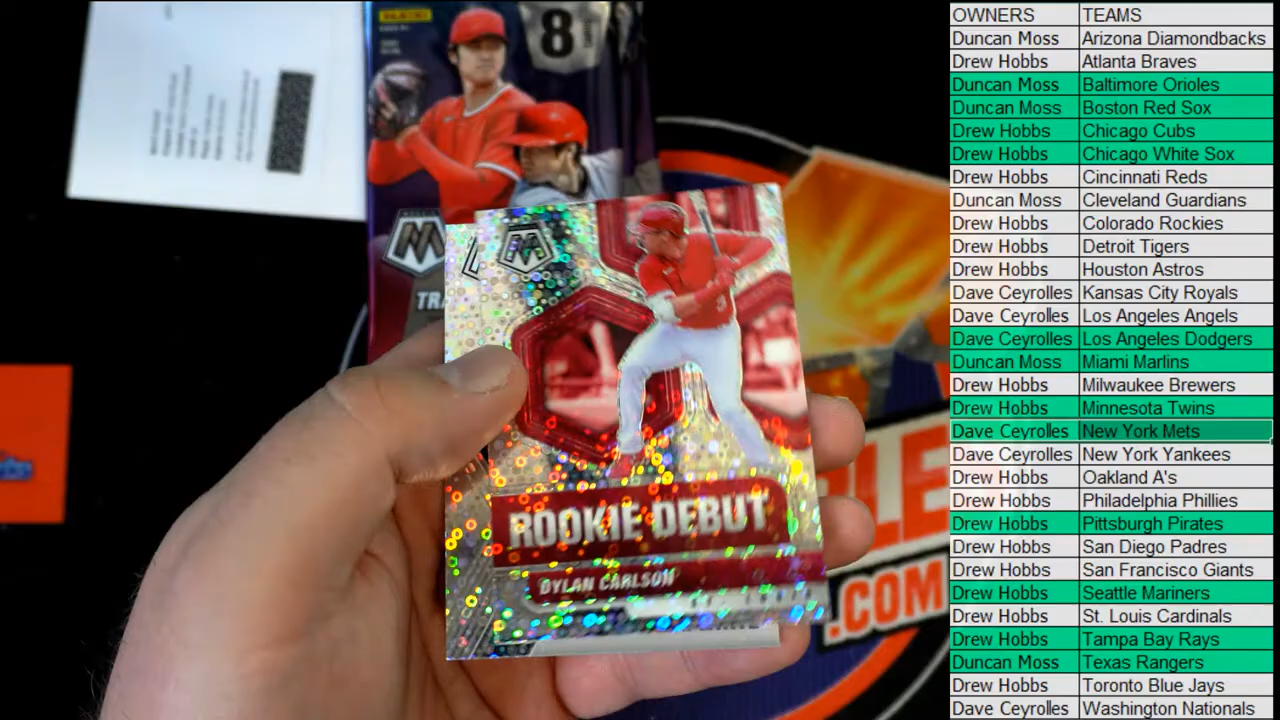 PANINI
8
M
M
TRA
ROOKIE DEBUT
DYLAN CARLSON
LE
.COM
OWNERS TEAMS
Duncan Moss Arizona Diamondbacks
Drew Hobbs Atlanta Braves
Duncan Moss Baltimore Orioles
Duncan Moss Boston Red Sox
Drew Hobbs Chicago Cubs
Drew Hobbs Chicago White Sox
Drew Hobbs Cincinnati Reds
Duncan Moss Cleveland Guardians
Drew Hobbs Colorado Rockies
Drew Hobbs Detroit Tigers
Drew Hobbs Houston Astros
Dave Ceyrolles Kansas City Royals
Dave Ceyrolles Los Angeles Angels
Dave Ceyrolles Los Angeles Dodgers
Duncan Moss Miami Marlins
Drew Hobbs Milwaukee Brewers
Drew Hobbs Minnesota Twins
Dave Ceyrolles New York Mets
Dave Ceyrolles New York Yankees
Drew Hobbs Oakland A's
Drew Hobbs Philadelphia Phillies
Drew Hobbs Pittsburgh Pirates
Drew Hobbs San Diego Padres
Drew Hobbs San Francisco Giants
Drew Hobbs Seattle Mariners
Drew Hobbs St. Louis Cardinals
Drew Hobbs Tampa Bay Rays
Duncan Moss Texas Rangers
Drew Hobbs Toronto Blue Jays
Dave Ceyrolles Washington Nationals